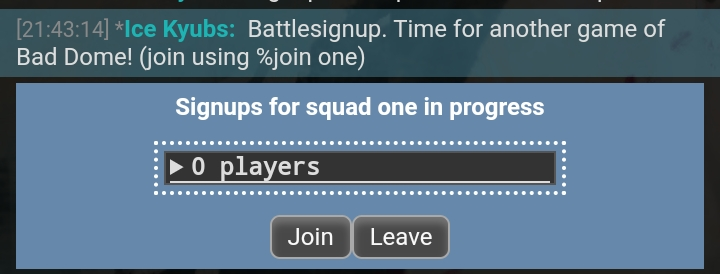 [21:43:14] *Ice Kyubs: Battlesignup. Time for another game of
Bad Dome! (join using %join one)
Signups for squad one in progress
▶ 0 players
Join Leave